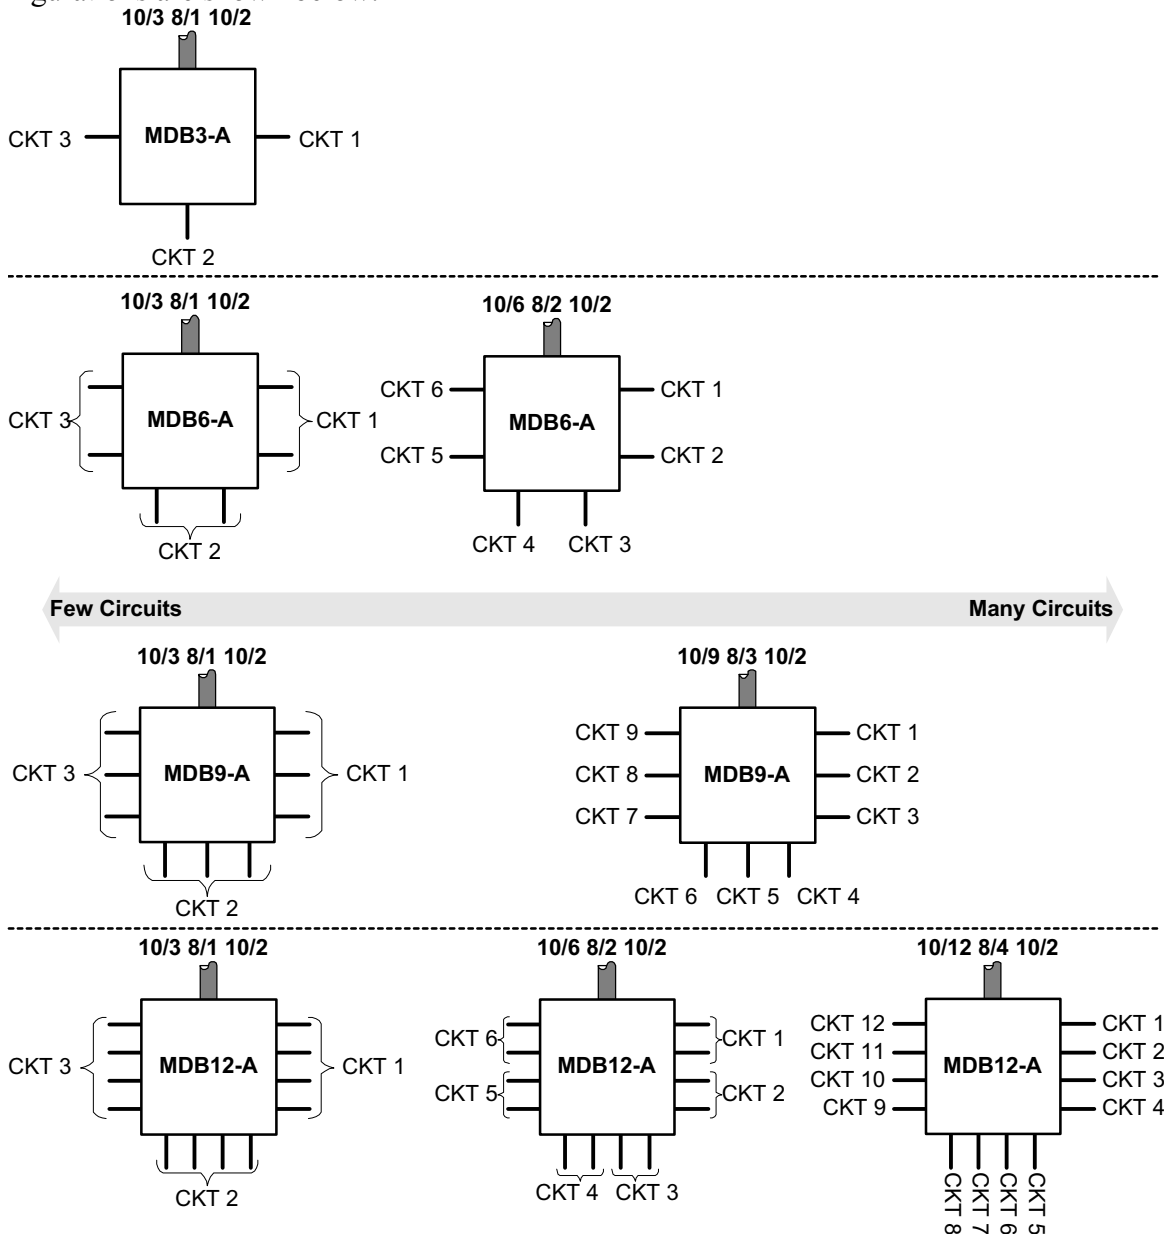 10/3 8/1 10/2
CKT 3
MDB3-A
CKT 1
CKT 2
10/3 8/1 10/2
10/6 8/2 10/2
CKT 3
MDB6-A
CKT 1
CKT 2
CKT 6
CKT 5
MDB6-A
CKT 1
CKT 2
CKT 4
CKT 3
Few Circuits
Many Circuits
10/3 8/1 10/2
10/9 8/3 10/2
CKT 3
MDB9-A
CKT 1
CKT 2
CKT 9
CKT 8
CKT 7
MDB9-A
CKT 1
CKT 2
CKT 3
CKT 6
CKT 5
CKT 4
10/3 8/1 10/2
10/6 8/2 10/2
10/12 8/4 10/2
CKT 3
MDB12-A
CKT 1
CKT 2
CKT 6
CKT 5
MDB12-A
CKT 1
CKT 2
CKT 4
CKT 3
CKT 12
CKT 11
CKT 10
CKT 9
MDB12-A
CKT 1
CKT 2
CKT 3
CKT 4
CKT 8
CKT 7
CKT 6
CKT 5